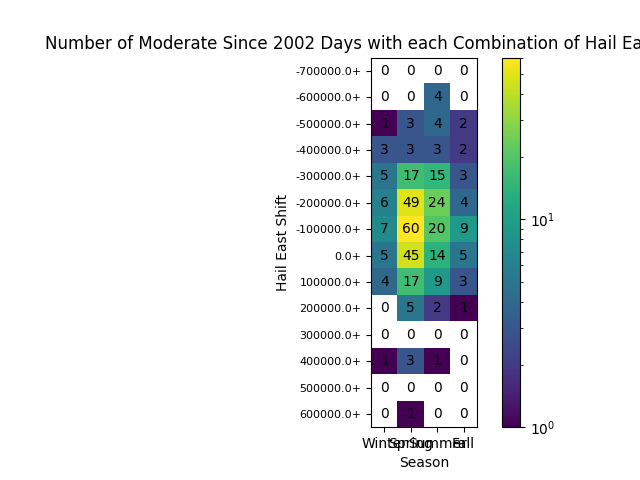 Number of Moderate Since 2002 Days with each Combination of Hail Ea
Hail East Shift
-700000.0+ 0 0 0 0
-600000.0+ 0 0 4 0
-500000.0+ 1 3 4 2
-400000.0+ 3 3 3 2
-300000.0+ 5 17 15 3
-200000.0+ 6 49 24 4
-100000.0+ 7 60 20 9
0.0+ 5 45 14 5
100000.0+ 4 17 9 3
200000.0+ 0 5 2 1
300000.0+ 0 0 0 0
400000.0+ 1 3 1 0
500000.0+ 0 0 0 0
600000.0+ 0 1 0 0
Winter Spring Summer Fall
Season
10¹
10⁰